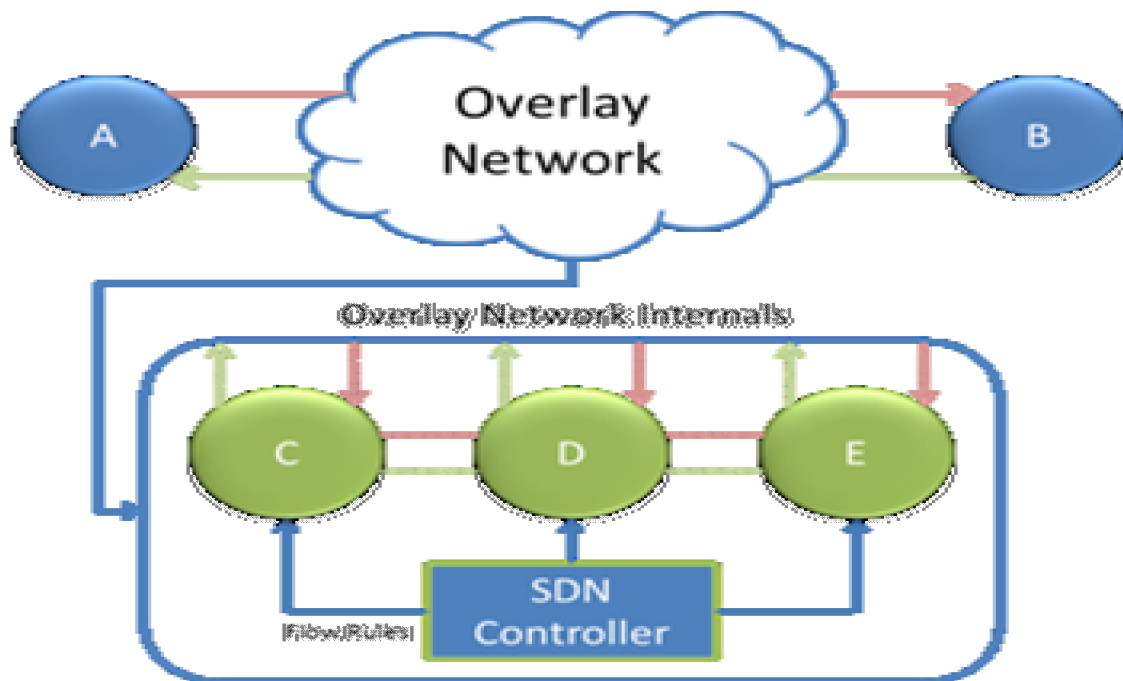 Overlay
Network
A
B
Overlay Network Internals
C
D
E
SDN
Controller
Flow Rules